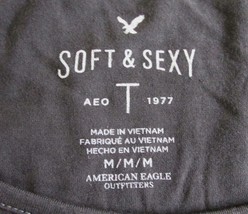 SOFT & SEXY
AEO T 1977
MADE IN VIETNAM
FABRIQUÉ AU VIETNAM
HECHO EN VIETNAM
M/M/M
AMERICAN EAGLE
OUTFITTERS